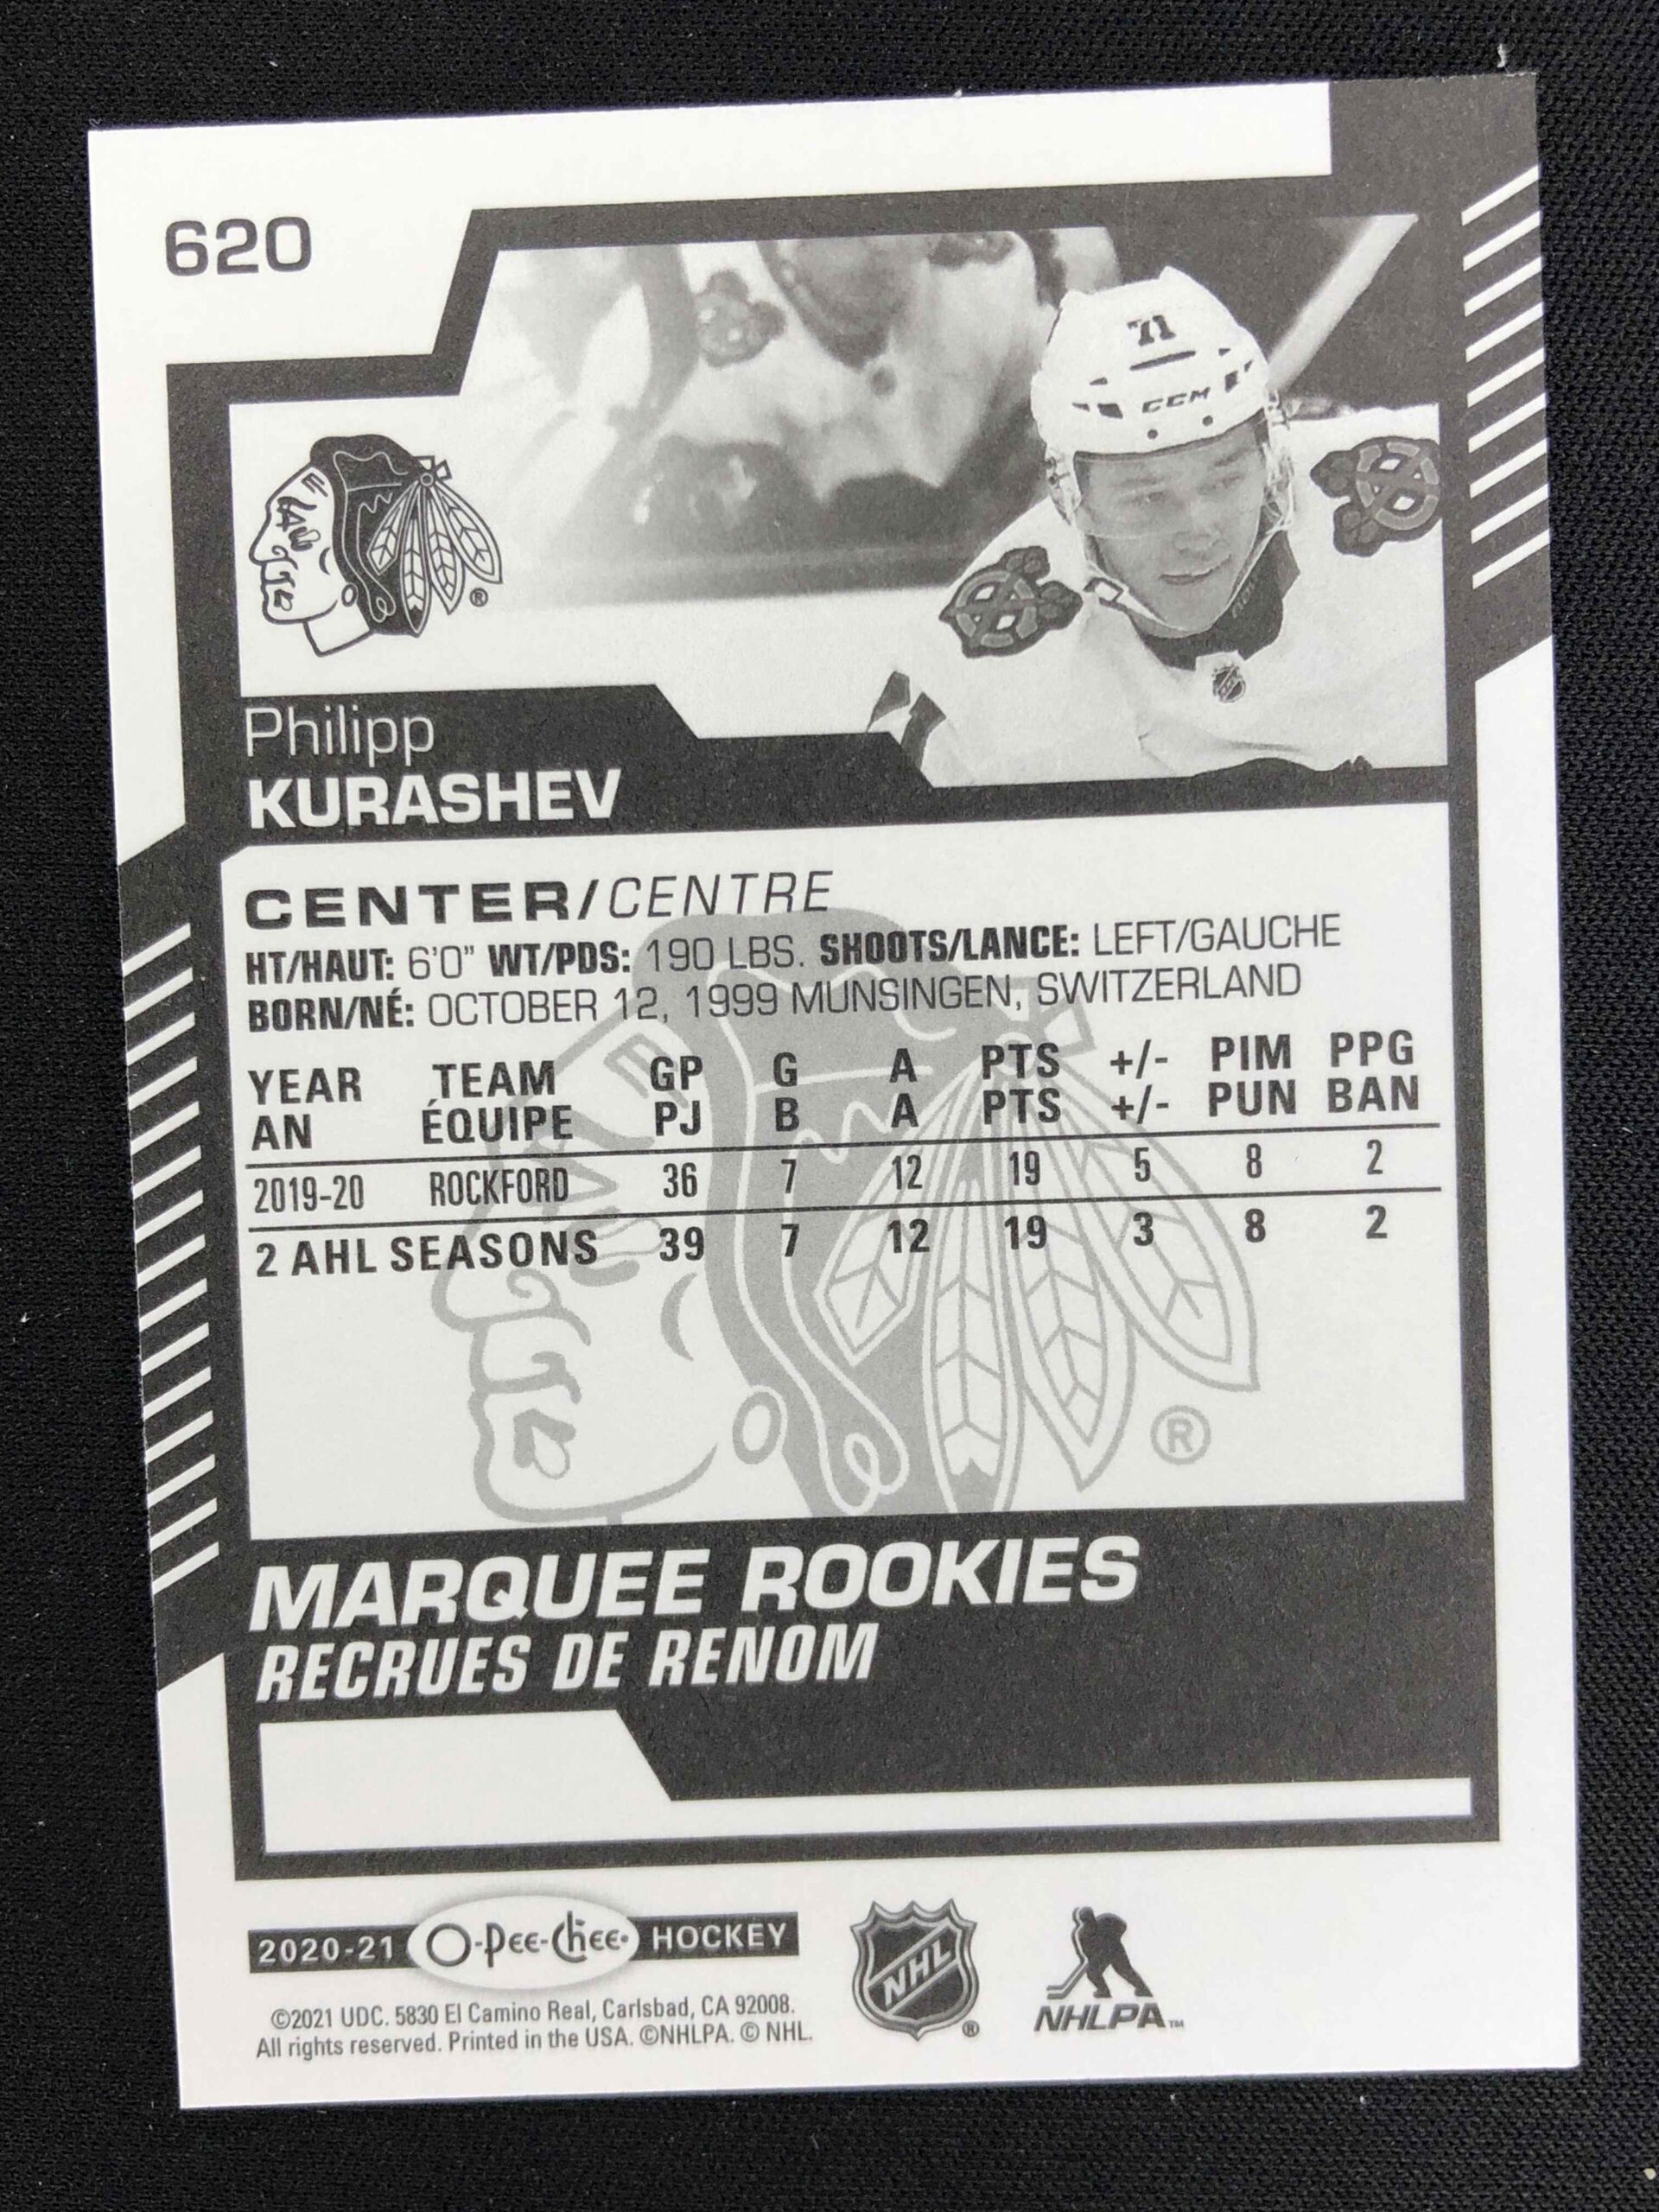 620
71
CCM
®
Philipp
KURASHEV
CENTER/CENTRE
HT/HAUT: 6'0" WT/PDS: 190 LBS. SHOOTS/LANCE: LEFT/GAUCHE
BORN/NÉ: OCTOBER 12, 1999 MUNSINGEN, SWITZERLAND
YEAR TEAM GP G A PTS +/- PIM PPG
AN ÉQUIPE PJ B A PTS +/- PUN BAN
2019-20 ROCKFORD 36 7 12 19 5 8 2
2 AHL SEASONS 39 7 12 19 3 8 2
®
MARQUEE ROOKIES
RECRUES DE RENOM
2020-21 O-Pee-Chee HOCKEY
NHL ®
NHLPA™
©2021 UDC. 5830 El Camino Real, Carlsbad, CA 92008.
All rights reserved. Printed in the USA. ©NHLPA. © NHL.